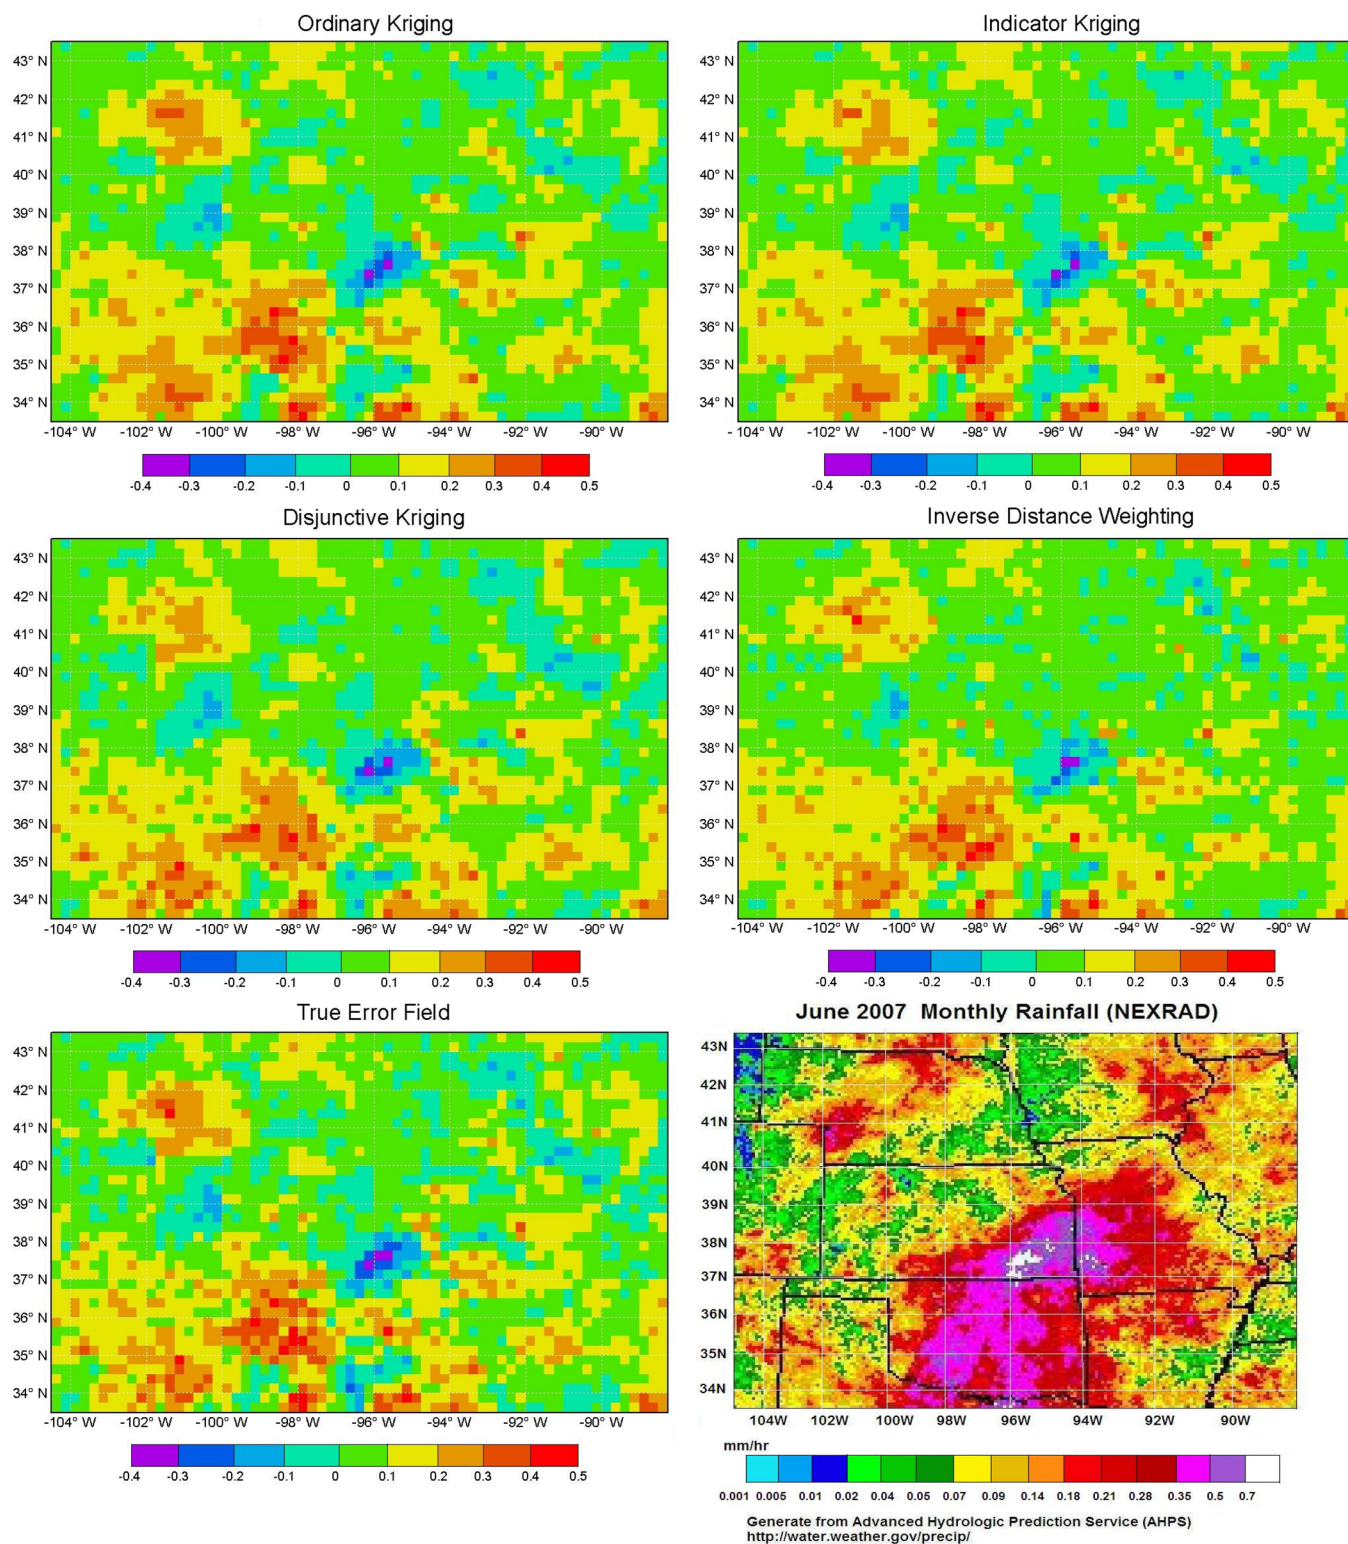 Ordinary Kriging
Indicator Kriging
43° N
42° N
41° N
40° N
39° N
38° N
37° N
36° N
35° N
34° N
-104° W -102° W -100° W -98° W -96° W -94° W -92° W -90° W
-0.4 -0.3 -0.2 -0.1 0 0.1 0.2 0.3 0.4 0.5
43° N
42° N
41° N
40° N
39° N
38° N
37° N
36° N
35° N
34° N
- 104° W -102° W -100° W -98° W -96° W -94° W -92° W -90° W
-0.4 -0.3 -0.2 -0.1 0 0.1 0.2 0.3 0.4 0.5
Disjunctive Kriging
Inverse Distance Weighting
43° N
42° N
41° N
40° N
39° N
38° N
37° N
36° N
35° N
34° N
-104° W -102° W -100° W -98° W -96° W -94° W -92° W -90° W
-0.4 -0.3 -0.2 -0.1 0 0.1 0.2 0.3 0.4 0.5
43° N
42° N
41° N
40° N
39° N
38° N
37° N
36° N
35° N
34° N
-104° W -102° W -100° W -98° W -96° W -94° W -92° W -90° W
-0.4 -0.3 -0.2 -0.1 0 0.1 0.2 0.3 0.4 0.5
True Error Field
June 2007 Monthly Rainfall (NEXRAD)
43° N
42° N
41° N
40° N
39° N
38° N
37° N
36° N
35° N
34° N
-104° W -102° W -100° W -98° W -96° W -94° W -92° W -90° W
-0.4 -0.3 -0.2 -0.1 0 0.1 0.2 0.3 0.4 0.5
43N
42N
41N
40N
39N
38N
37N
36N
35N
34N
104W 102W 100W 98W 96W 94W 92W 90W
mm/hr
0.001 0.005 0.01 0.02 0.04 0.05 0.07 0.09 0.14 0.18 0.21 0.28 0.35 0.5 0.7
Generate from Advanced Hydrologic Prediction Service (AHPS)
http://water.weather.gov/precip/